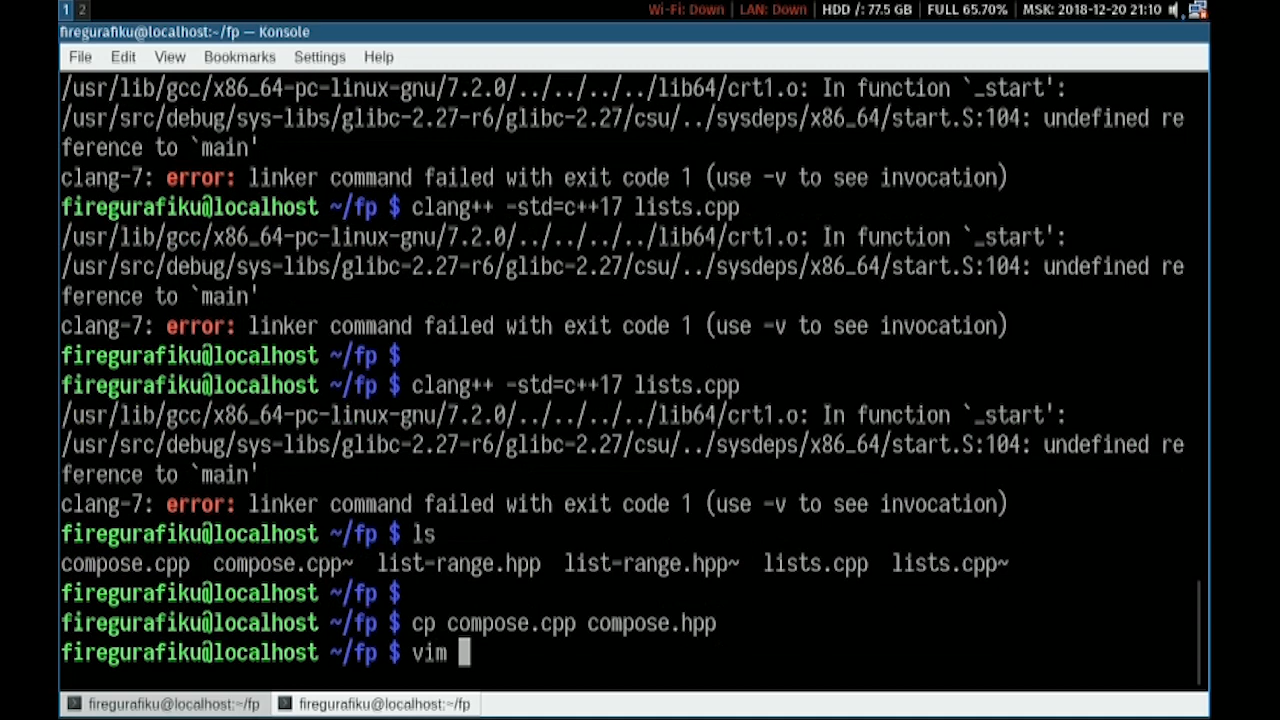 1 2 Wi-Fi: Down | LAN: Down | HDD /: 77.5 GB | FULL 65.70% | MSK: 2018-12-20 21:10
firegurafiku@localhost:~/fp — Konsole
File Edit View Bookmarks Settings Help
/usr/lib/gcc/x86_64-pc-linux-gnu/7.2.0/../../../../lib64/crt1.o: In function `_start':
/usr/src/debug/sys-libs/glibc-2.27-r6/glibc-2.27/csu/../sysdeps/x86_64/start.S:104: undefined re
ference to `main'
clang-7: error: linker command failed with exit code 1 (use -v to see invocation)
firegurafiku@localhost ~/fp $ clang++ -std=c++17 lists.cpp
/usr/lib/gcc/x86_64-pc-linux-gnu/7.2.0/../../../../lib64/crt1.o: In function `_start':
/usr/src/debug/sys-libs/glibc-2.27-r6/glibc-2.27/csu/../sysdeps/x86_64/start.S:104: undefined re
ference to `main'
clang-7: error: linker command failed with exit code 1 (use -v to see invocation)
firegurafiku@localhost ~/fp $
firegurafiku@localhost ~/fp $ clang++ -std=c++17 lists.cpp
/usr/lib/gcc/x86_64-pc-linux-gnu/7.2.0/../../../../lib64/crt1.o: In function `_start':
/usr/src/debug/sys-libs/glibc-2.27-r6/glibc-2.27/csu/../sysdeps/x86_64/start.S:104: undefined re
ference to `main'
clang-7: error: linker command failed with exit code 1 (use -v to see invocation)
firegurafiku@localhost ~/fp $ ls
compose.cpp compose.cpp~ list-range.hpp list-range.hpp~ lists.cpp lists.cpp~
firegurafiku@localhost ~/fp $
firegurafiku@localhost ~/fp $ cp compose.cpp compose.hpp
firegurafiku@localhost ~/fp $ vim
firegurafiku@localhost:~/fp firegurafiku@localhost:~/fp